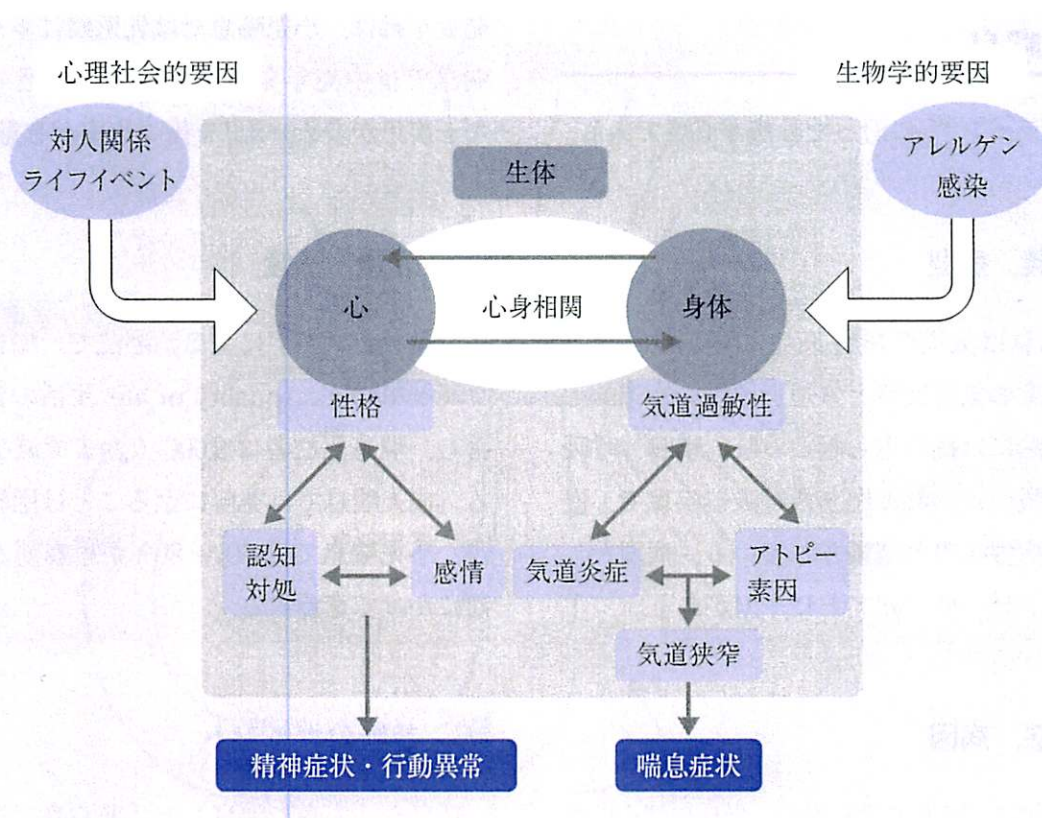 心理社会的要因
生物学的要因
対人関係
ライフイベント
アレルゲン
感染
生体
心
心身相関
身体
性格
気道過敏性
認知
対処
感情
気道炎症
アトピー
素因
気道狭窄
精神症状・行動異常
喘息症状